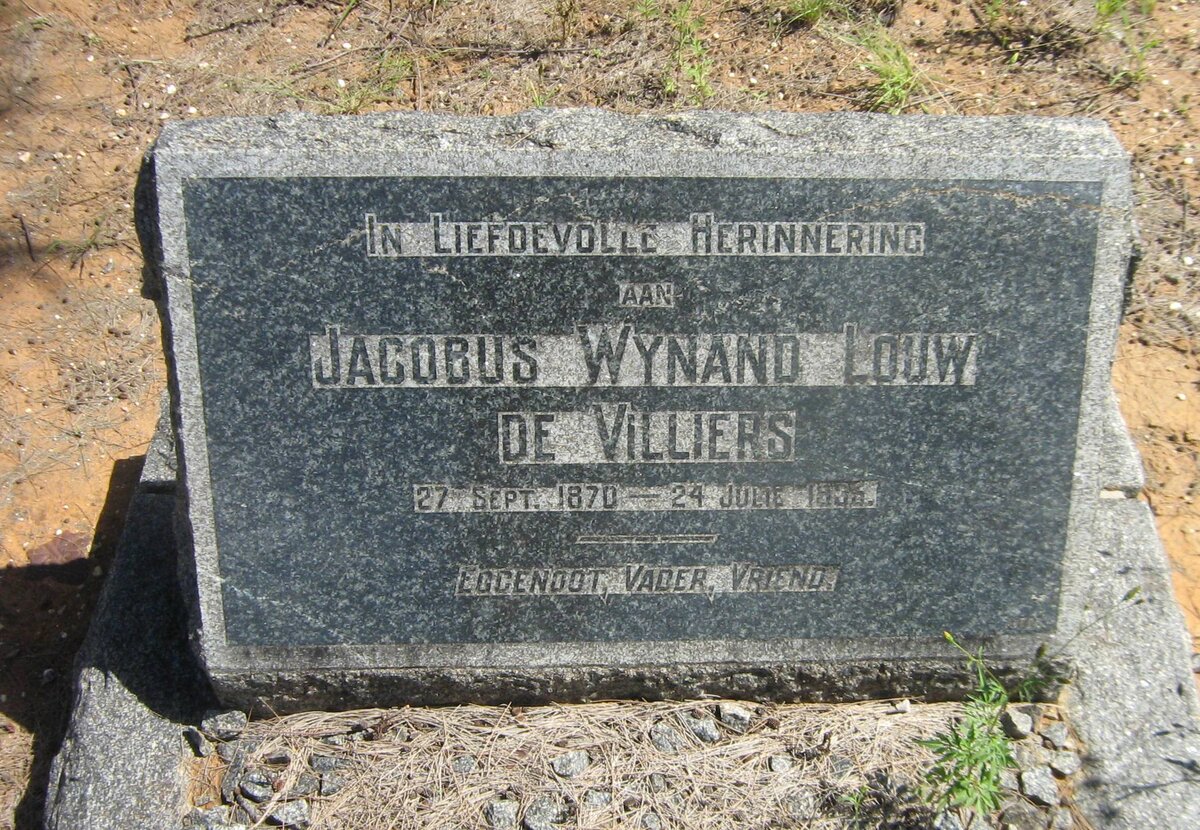 In Liefdevolle Herinnering
aan
Jacobus Wynand Louw
de Villiers
27 Sept. 1870 — 24 Julie
Eggenoot, Vader, Vriend.